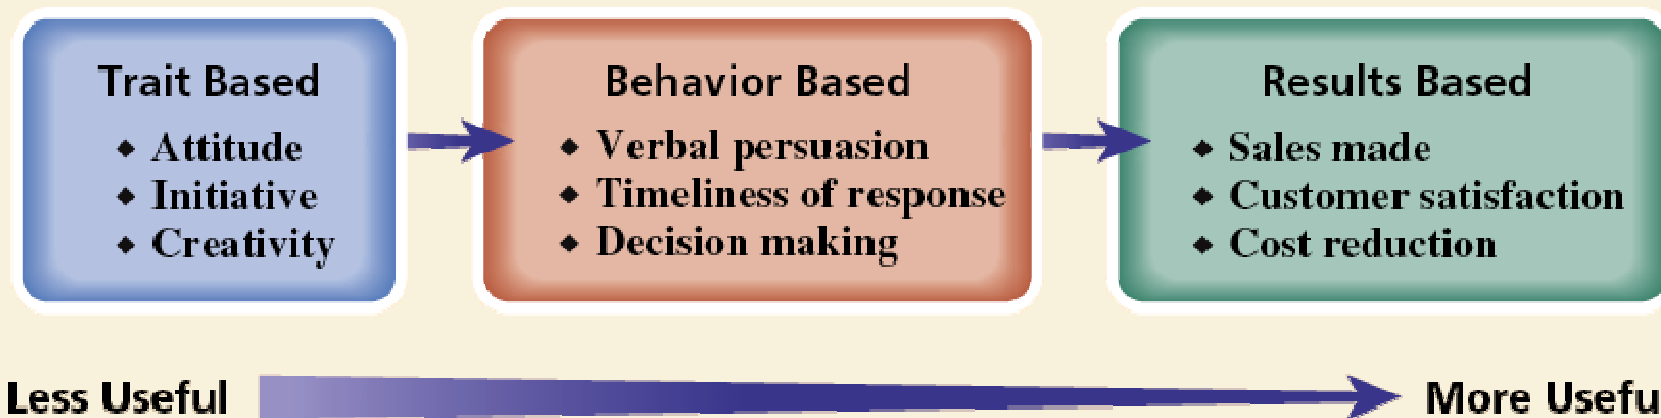 Trait Based
◆ Attitude
◆ Initiative
◆ Creativity
Behavior Based
◆ Verbal persuasion
◆ Timeliness of response
◆ Decision making
Results Based
◆ Sales made
◆ Customer satisfaction
◆ Cost reduction
Less Useful
More Usefu